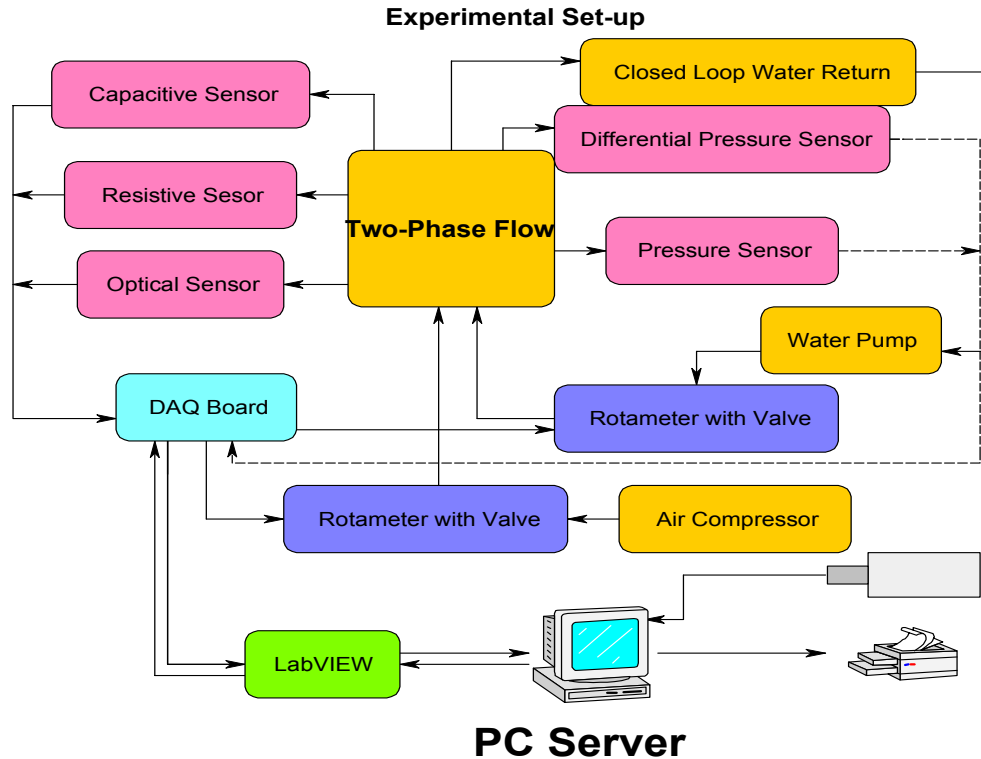 Experimental Set-up
Closed Loop Water Return
Capacitive Sensor
Differential Pressure Sensor
Resistive Sesor
Two-Phase Flow
Pressure Sensor
Optical Sensor
Water Pump
DAQ Board
Rotameter with Valve
Rotameter with Valve
Air Compressor
LabVIEW
PC Server